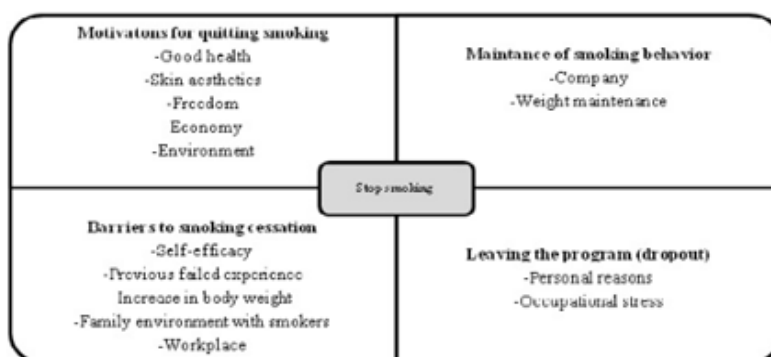 Motivatons for quitting smoking
-Good health
-Skin aesthetics
-Freedom
Economy
-Environment
Maintance of smoking behavior
-Company
-Weight maintenance
Stop smoking
Barriers to smoking cessation
-Self-efficacy
-Previous failed experience
Increase in body weight
-Family environment with smokers
-Workplace
Leaving the program (dropout)
-Personal reasons
-Occupational stress